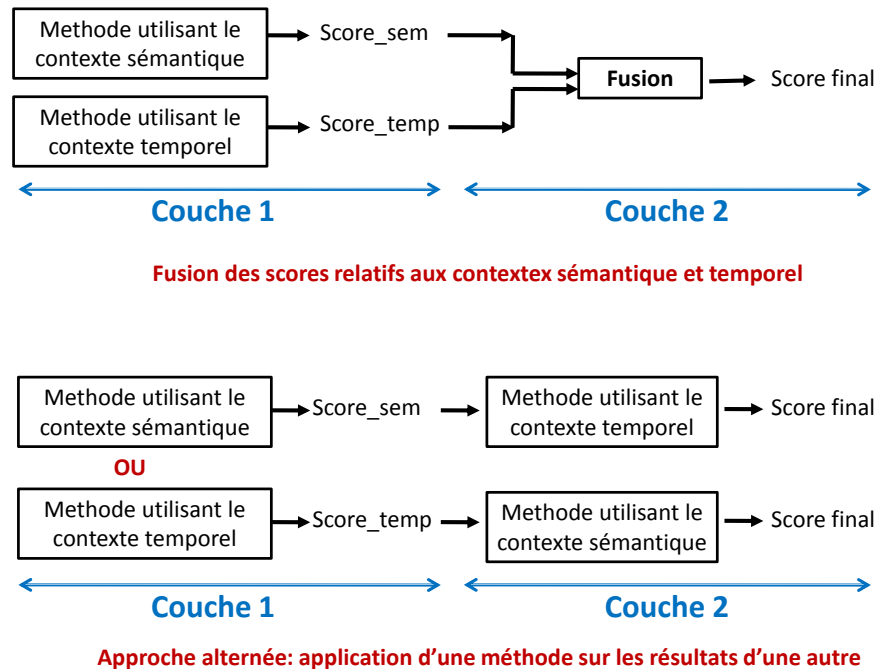 Methode utilisant le
contexte sémantique
Score_sem
Fusion
Score final
Methode utilisant le
contexte temporel
Score_temp
Couche 1
Couche 2
Fusion des scores relatifs aux contextex sémantique et temporel
Methode utilisant le
contexte sémantique
Score_sem
Methode utilisant le
contexte temporel
Score final
OU
Methode utilisant le
contexte temporel
Score_temp
Methode utilisant le
contexte sémantique
Score final
Couche 1
Couche 2
Approche alternée: application d'une méthode sur les résultats d'une autre